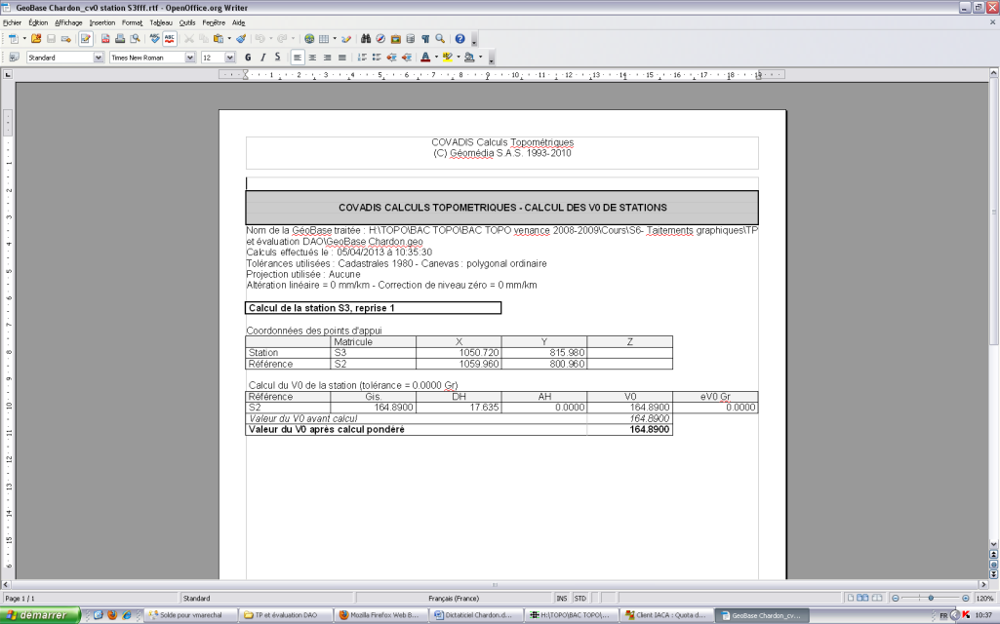 GeoBase Chardon_cv0 station S3fff.rtf - OpenOffice.org Writer
Fichier Édition Affichage Insertion Format Tableau Outils Fenêtre Aide
Standard Times New Roman 12 G I S
COVADIS Calculs Topométriques
(C) Géomédia S.A.S. 1993-2010
COVADIS CALCULS TOPOMETRIQUES - CALCUL DES V0 DE STATIONS
Nom de la GéoBase traitée : H:\TOPO\BAC TOPO\BAC TOPO venance 2008-2009\Cours\S6- Taitements graphiques\TP
et évaluation DAO\GeoBase Chardon.geo
Calculs effectués le : 05/04/2013 à 10:35:30
Tolérances utilisées : Cadastrales 1980 - Canevas : polygonal ordinaire
Projection utilisée : Aucune
Altération linéaire = 0 mm/km - Correction de niveau zéro = 0 mm/km
Calcul de la station S3, reprise 1
Coordonnées des points d'appui
Matricule X Y Z
Station S3 1050.720 815.980
Référence S2 1059.960 800.960
Calcul du V0 de la station (tolérance = 0.0000 Gr)
Référence Gis. DH AH V0 eV0 Gr
S2 164.8900 17.635 0.0000 164.8900 0.0000
Valeur du V0 avant calcul 164.8900
Valeur du V0 après calcul pondéré 164.8900
Page 1 / 1 Standard Français (France) INS STD 120%
démarrer Solde pour vmarechal TP et évaluation DAO Mozilla Firefox Web B... Dictaticiel Chardon.d... H:\TOPO\BAC TOPO\... Client IACA : Quota d... GeoBase Chardon_cv... FR 10:37